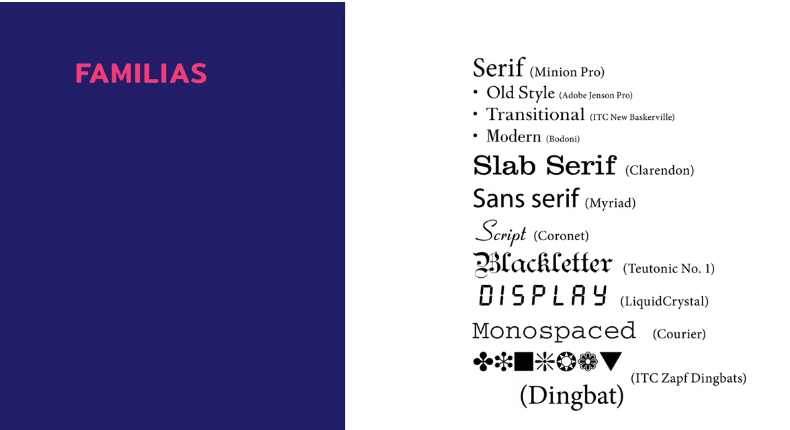 FAMILIAS
Serif (Minion Pro)
• Old Style (Adobe Jenson Pro)
• Transitional (ITC New Baskerville)
• Modern (Bodoni)
Slab Serif (Clarendon)
Sans serif (Myriad)
Script (Coronet)
Blackletter (Teutonic No. 1)
DISPLAY (LiquidCrystal)
Monospaced (Courier)
✤✻■❇❂❁▼ (ITC Zapf Dingbats)
(Dingbat)